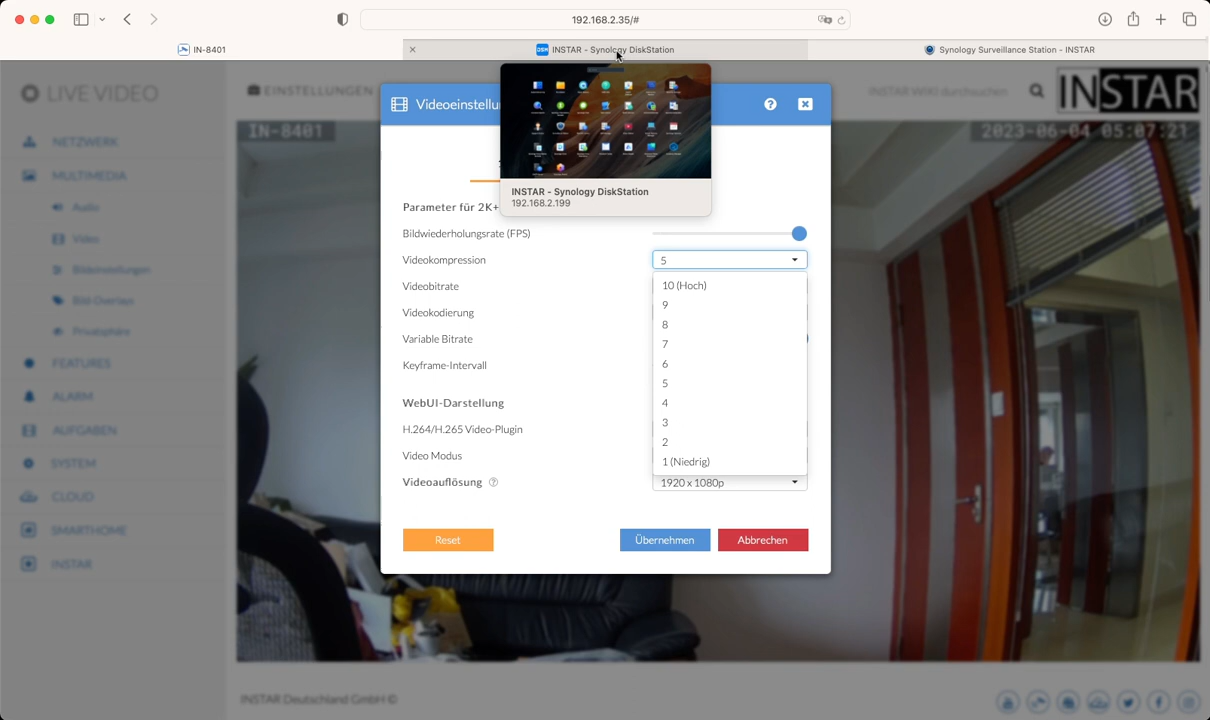 192.168.2.35/#
IN-8401
INSTAR - Synology DiskStation
Synology Surveillance Station - INSTAR
LIVE VIDEO
EINSTELLUNGEN
INSTAR WIKI durchsuchen
INSTAR
IN-8401
2023-06-04 05:07:21
NETZWERK
MULTIMEDIA
Audio
Video
Bildeinstellungen
Bild-Overlays
Privatsphäre
FEATURES
ALARM
AUFGABEN
SYSTEM
CLOUD
SMARTHOME
INSTAR
Videoeinstellu
INSTAR - Synology DiskStation
192.168.2.199
Parameter für 2K+
Bildwiederholungsrate (FPS)
Videokompression
5
Videobitrate
Videokodierung
Variable Bitrate
Keyframe-Intervall
10 (Hoch)
9
8
7
6
5
4
3
2
1 (Niedrig)
WebUI-Darstellung
H.264/H.265 Video-Plugin
Video Modus
Videoauflösung
1920 x 1080p
Reset
Übernehmen
Abbrechen
INSTAR Deutschland GmbH ©